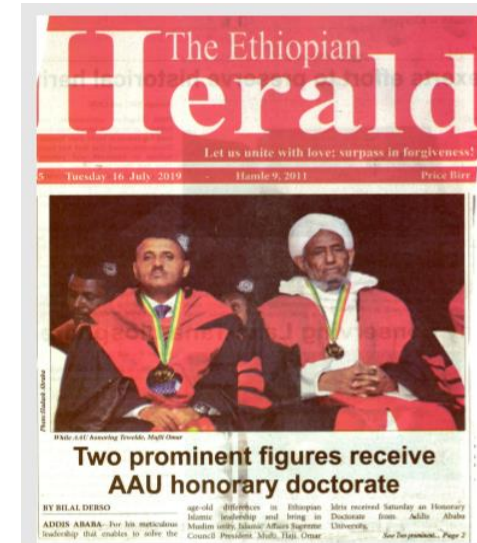 The Ethiopian
Herald
Let us unite with love; surpass in forgiveness!
Tuesday 16 July 2019 - Hamle 9, 2011 Price Birr
While AAU honoring Tewolde, Mufti Omar
Two prominent figures receive
AAU honorary doctorate
BY BILAL DERSO
ADDIS ABABA- For his meticulous
leadership that enables to solve the
age-old differences in Ethiopian
Islamic leadership and bring in
Muslim unity, Islamic Affairs Supreme
Council President Mufti Haji Omar
Idris received Saturday an Honorary
Doctorate from Addis Ababa
University,
See Two prominent... Page 2